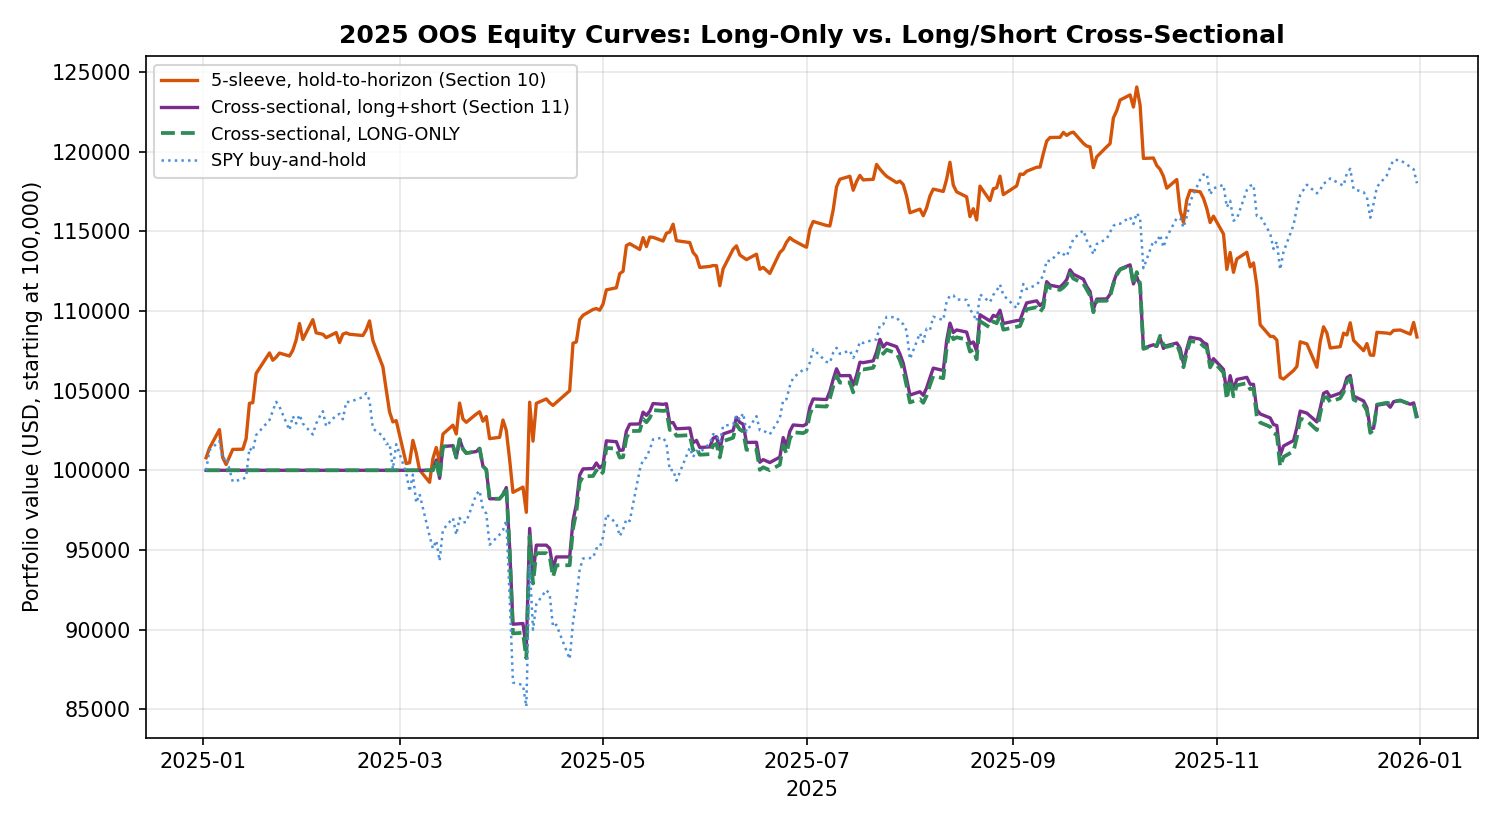 2025 OOS Equity Curves: Long-Only vs. Long/Short Cross-Sectional
5-sleeve, hold-to-horizon (Section 10)
Cross-sectional, long+short (Section 11)
Cross-sectional, LONG-ONLY
SPY buy-and-hold
Portfolio value (USD, starting at 100,000)
125000
120000
115000
110000
105000
100000
95000
90000
85000
2025-01 2025-03 2025-05 2025-07 2025-09 2025-11 2026-01
2025